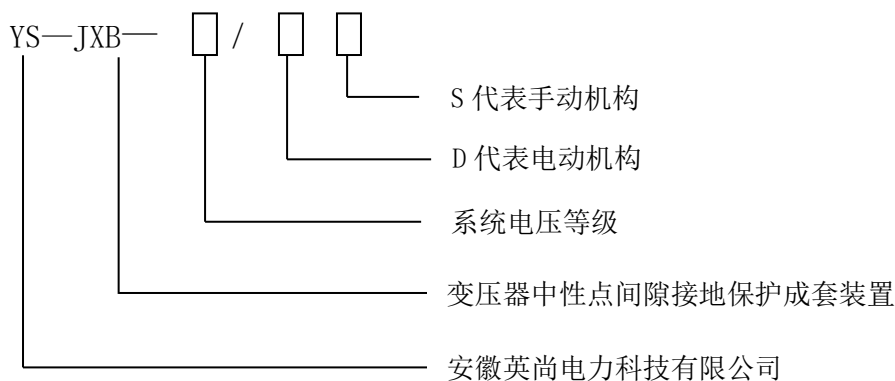 YS—JXB— □ / □ □
S 代表手动机构
D 代表电动机构
系统电压等级
变压器中性点间隙接地保护成套装置
安徽英尚电力科技有限公司